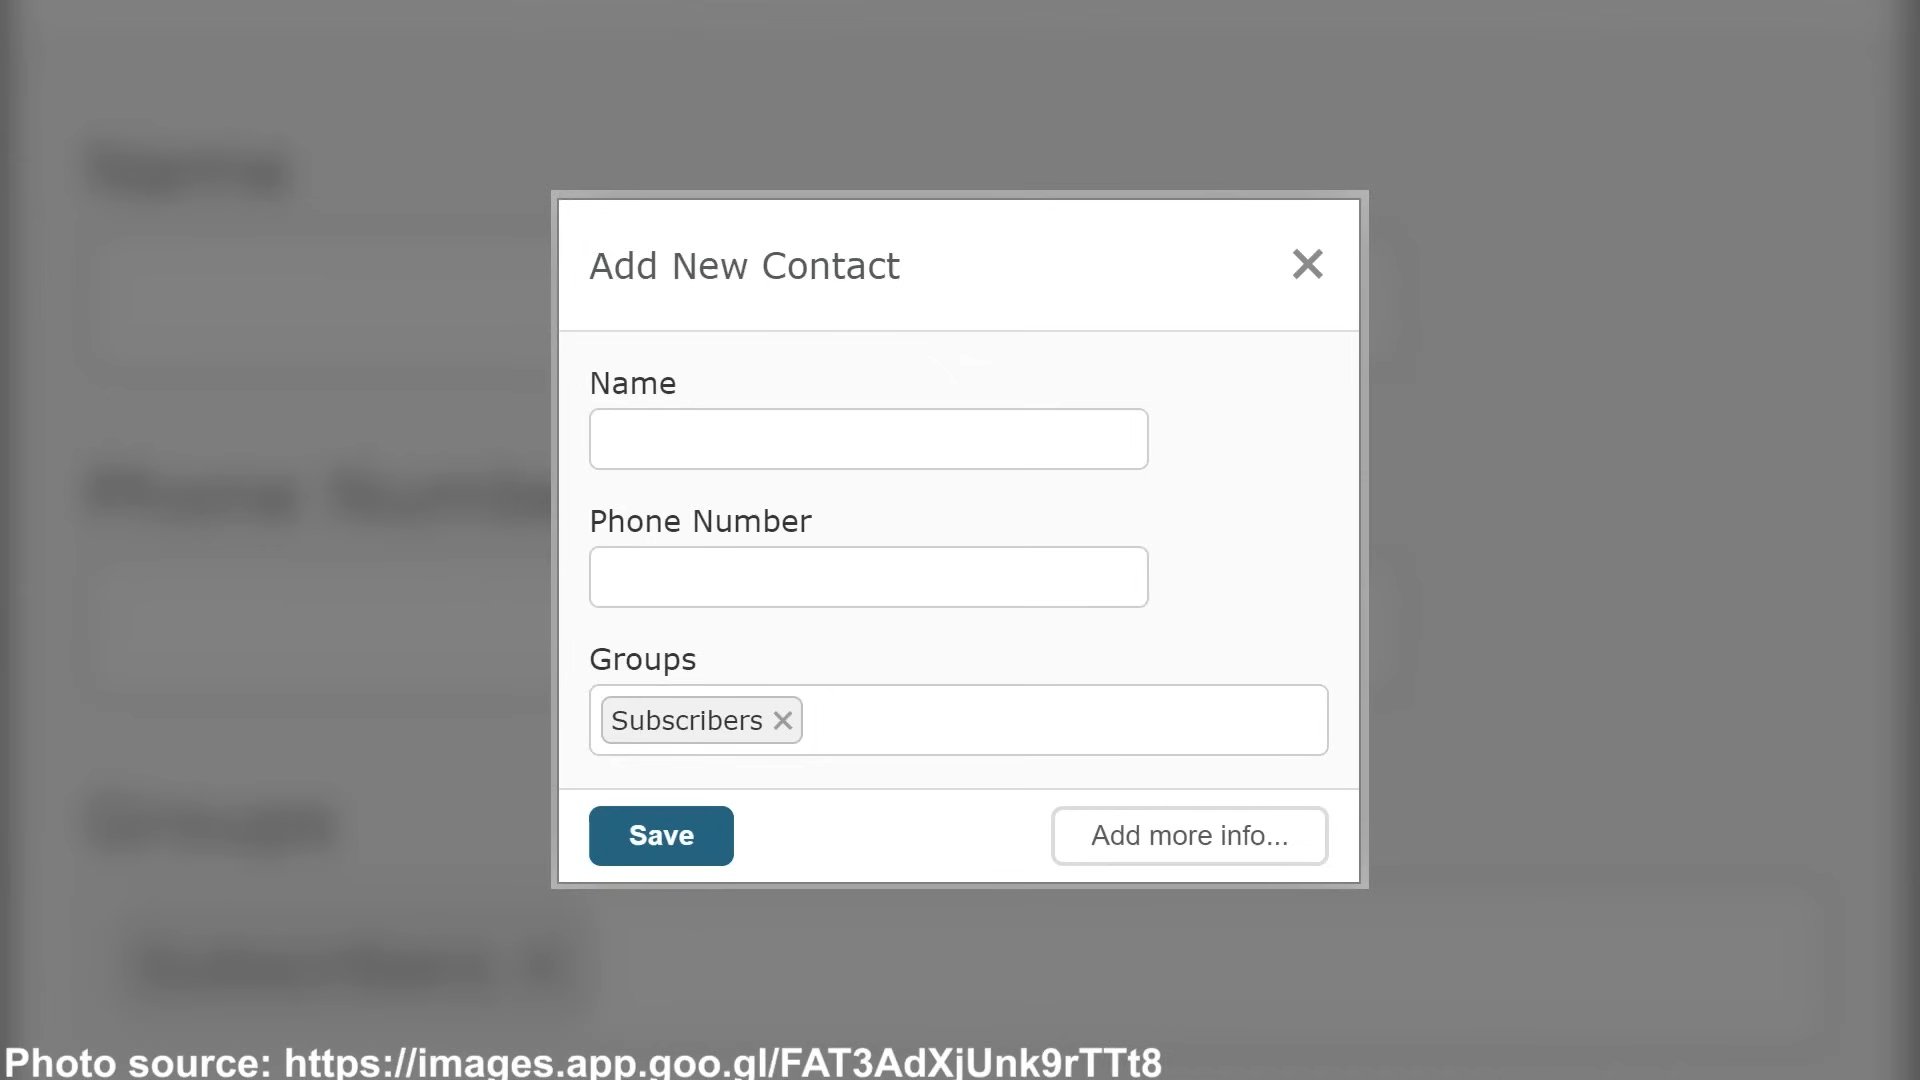 Add New Contact
Name
Phone Number
Groups
Subscribers
Save
Add more info...
Photo source: https://images.app.goo.gl/FAT3AdXjUnk9rTTt8